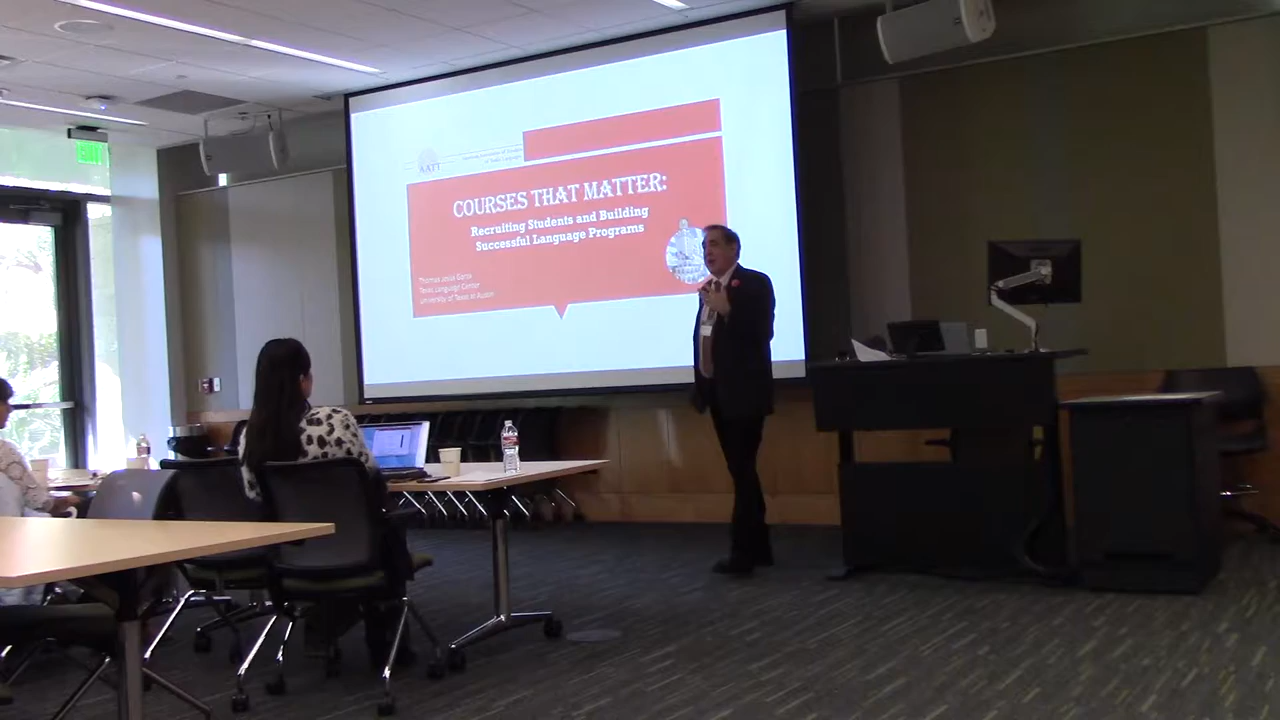 AATT
COURSES THAT MATTER:
Recruiting Students and Building
Successful Language Programs
Thomas Jesús Garza
Texas Language Center
University of Texas at Austin